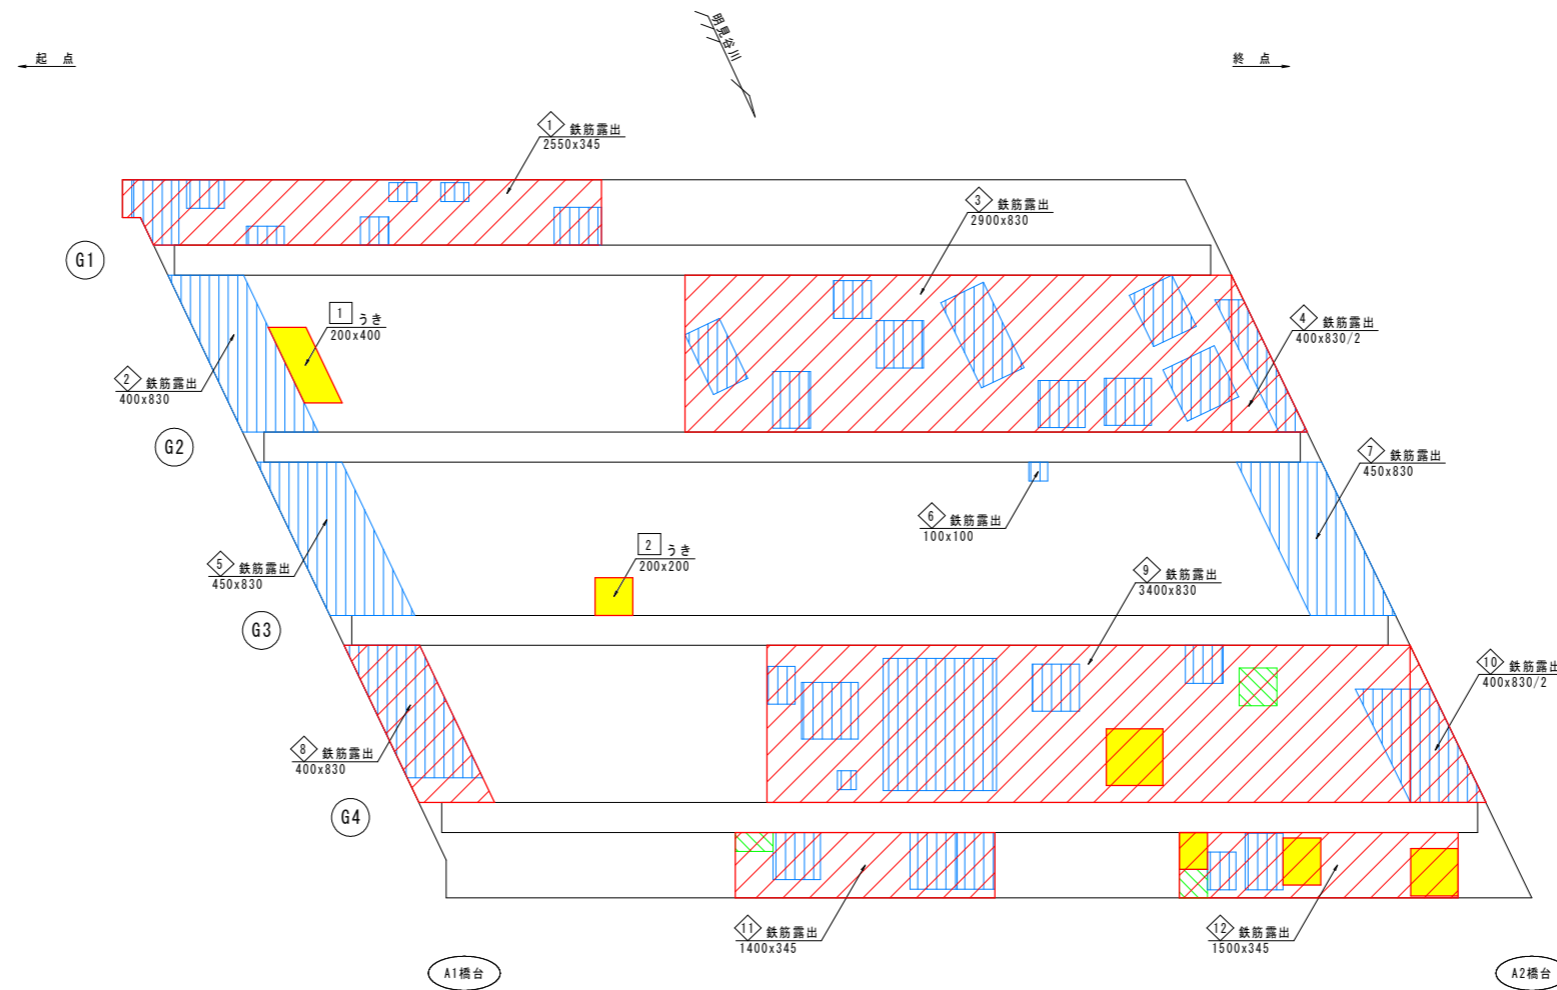 起 点
明見谷川
終 点
1 鉄筋露出
2550x345
3 鉄筋露出
2900x830
G1
1 うき
200x400
4 鉄筋露出
400x830/2
2 鉄筋露出
400x830
G2
7 鉄筋露出
450x830
6 鉄筋露出
100x100
5 鉄筋露出
450x830
2 うき
200x200
9 鉄筋露出
3400x830
G3
10 鉄筋露出
400x830/2
8 鉄筋露出
400x830
G4
11 鉄筋露出
1400x345
12 鉄筋露出
1500x345
A1橋台
A2橋台